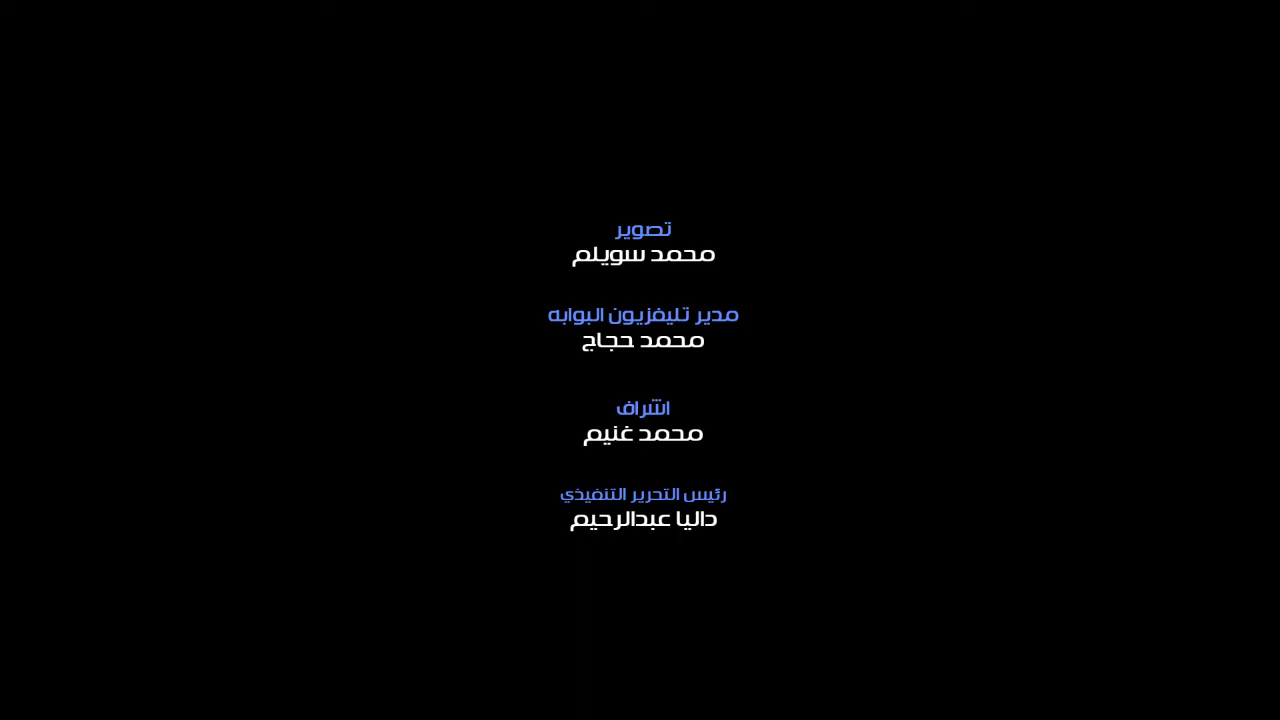 تصوير
محمد سويلم
مدير تليفزيون البوابه
محمد حجاج
اشراف
محمد غنيم
رئيس التحرير التنفيذي
داليا عبدالرحيم